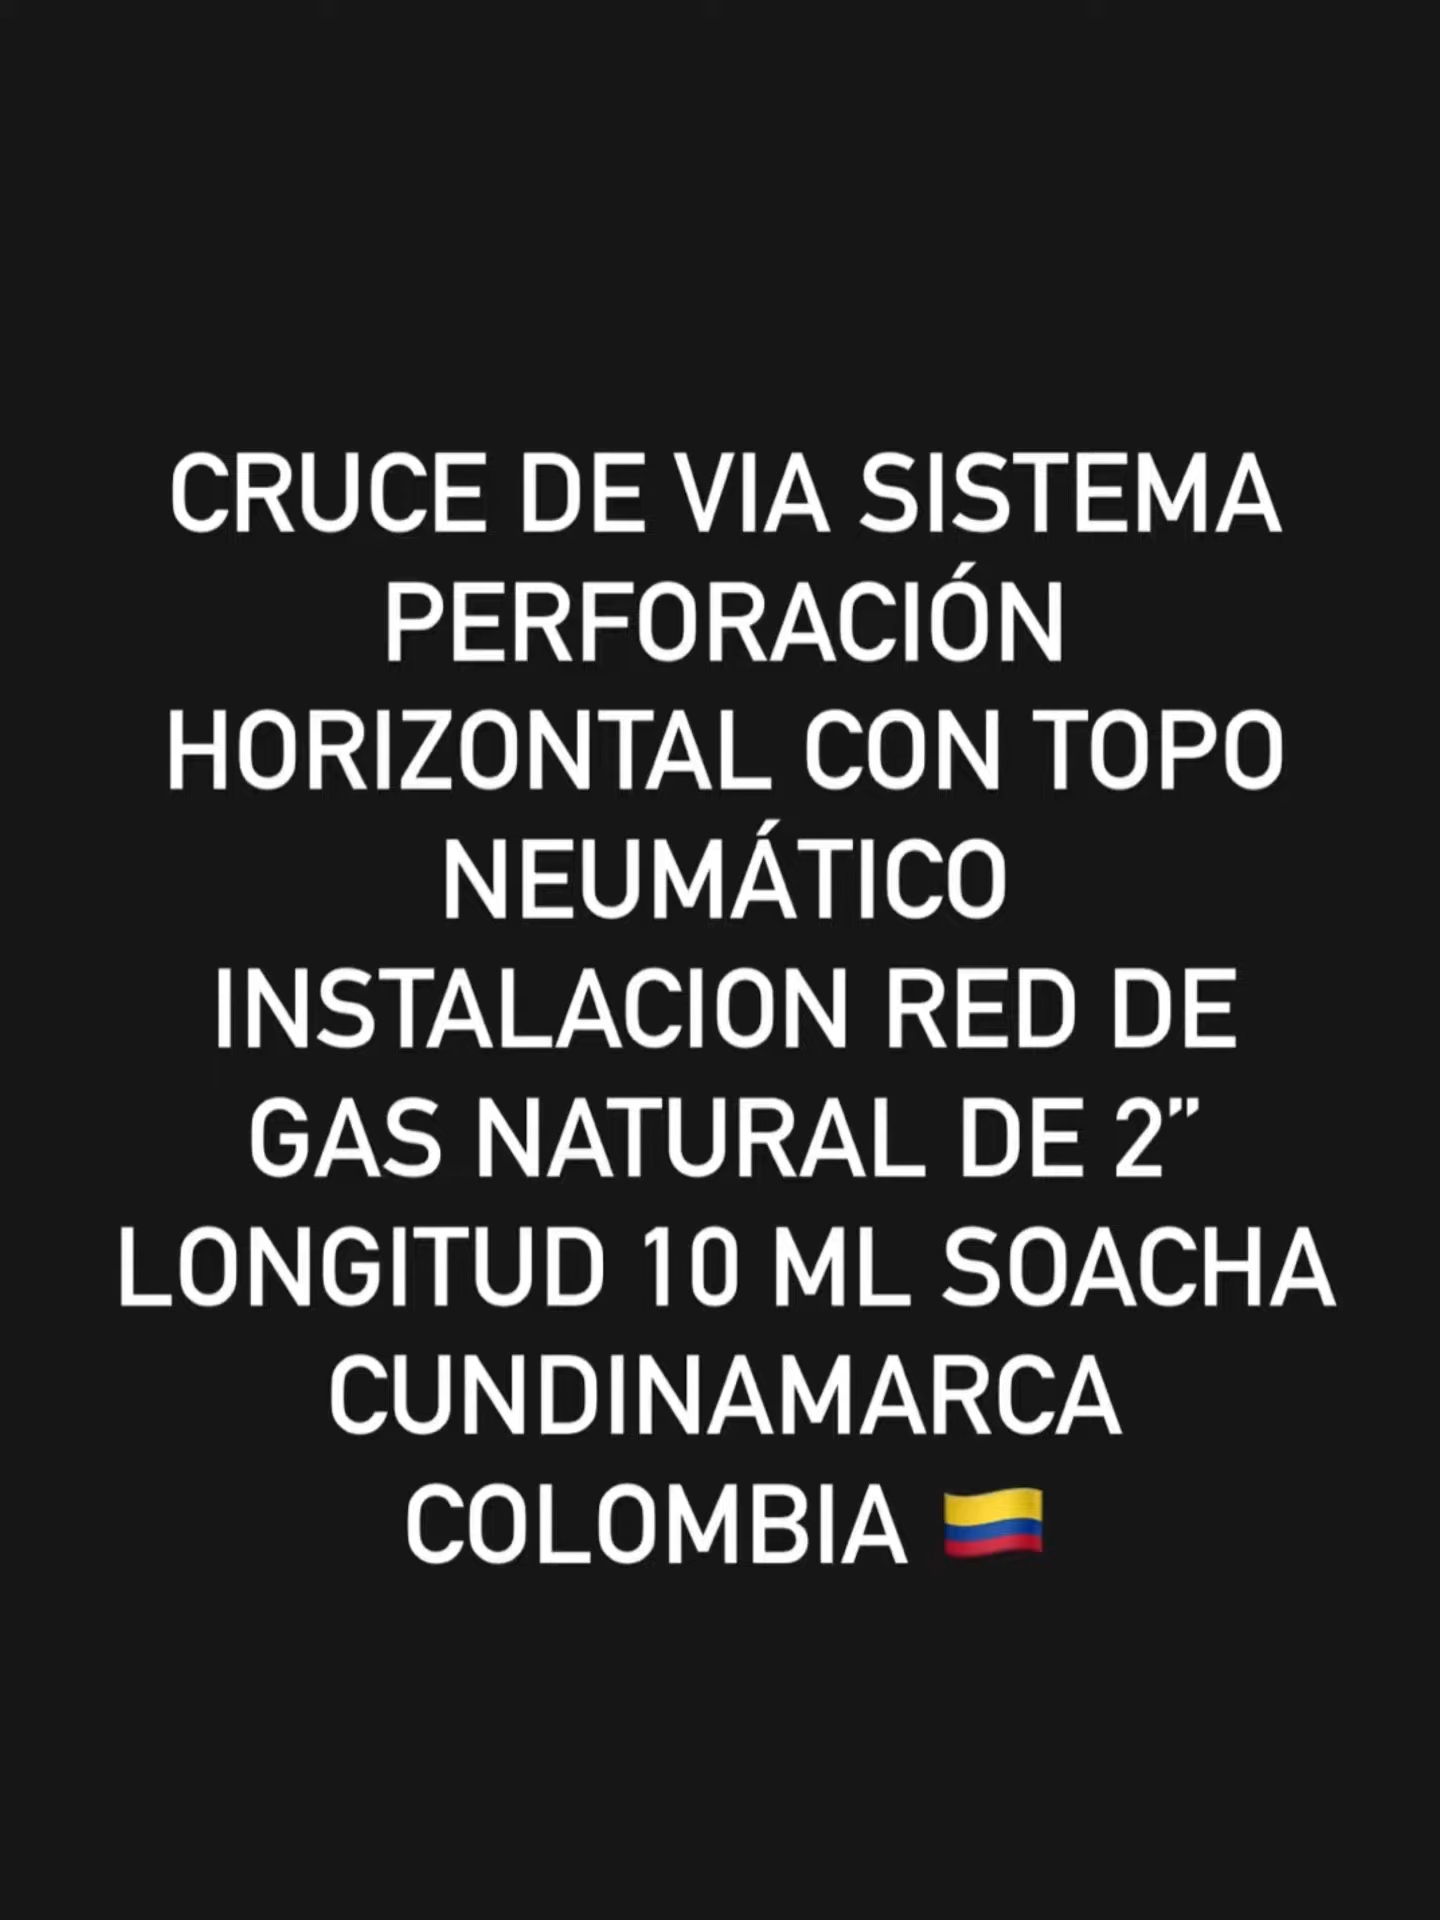 CRUCE DE VIA SISTEMA
PERFORACIÓN
HORIZONTAL CON TOPO
NEUMÁTICO
INSTALACION RED DE
GAS NATURAL DE 2”
LONGITUD 10 ML SOACHA
CUNDINAMARCA
COLOMBIA 🇨🇴